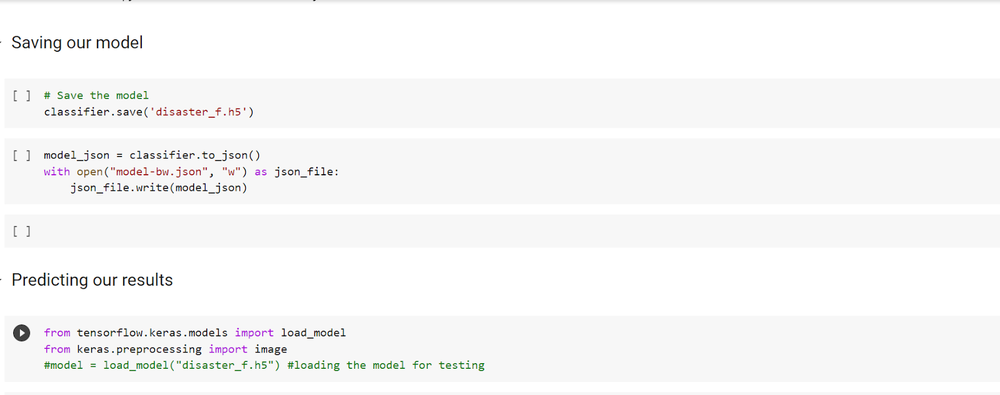 Saving our model
[ ] # Save the model
classifier.save('disaster_f.h5')
[ ] model_json = classifier.to_json()
with open("model-bw.json", "w") as json_file:
    json_file.write(model_json)
[ ]
Predicting our results
from tensorflow.keras.models import load_model
from keras.preprocessing import image
#model = load_model("disaster_f.h5") #loading the model for testing